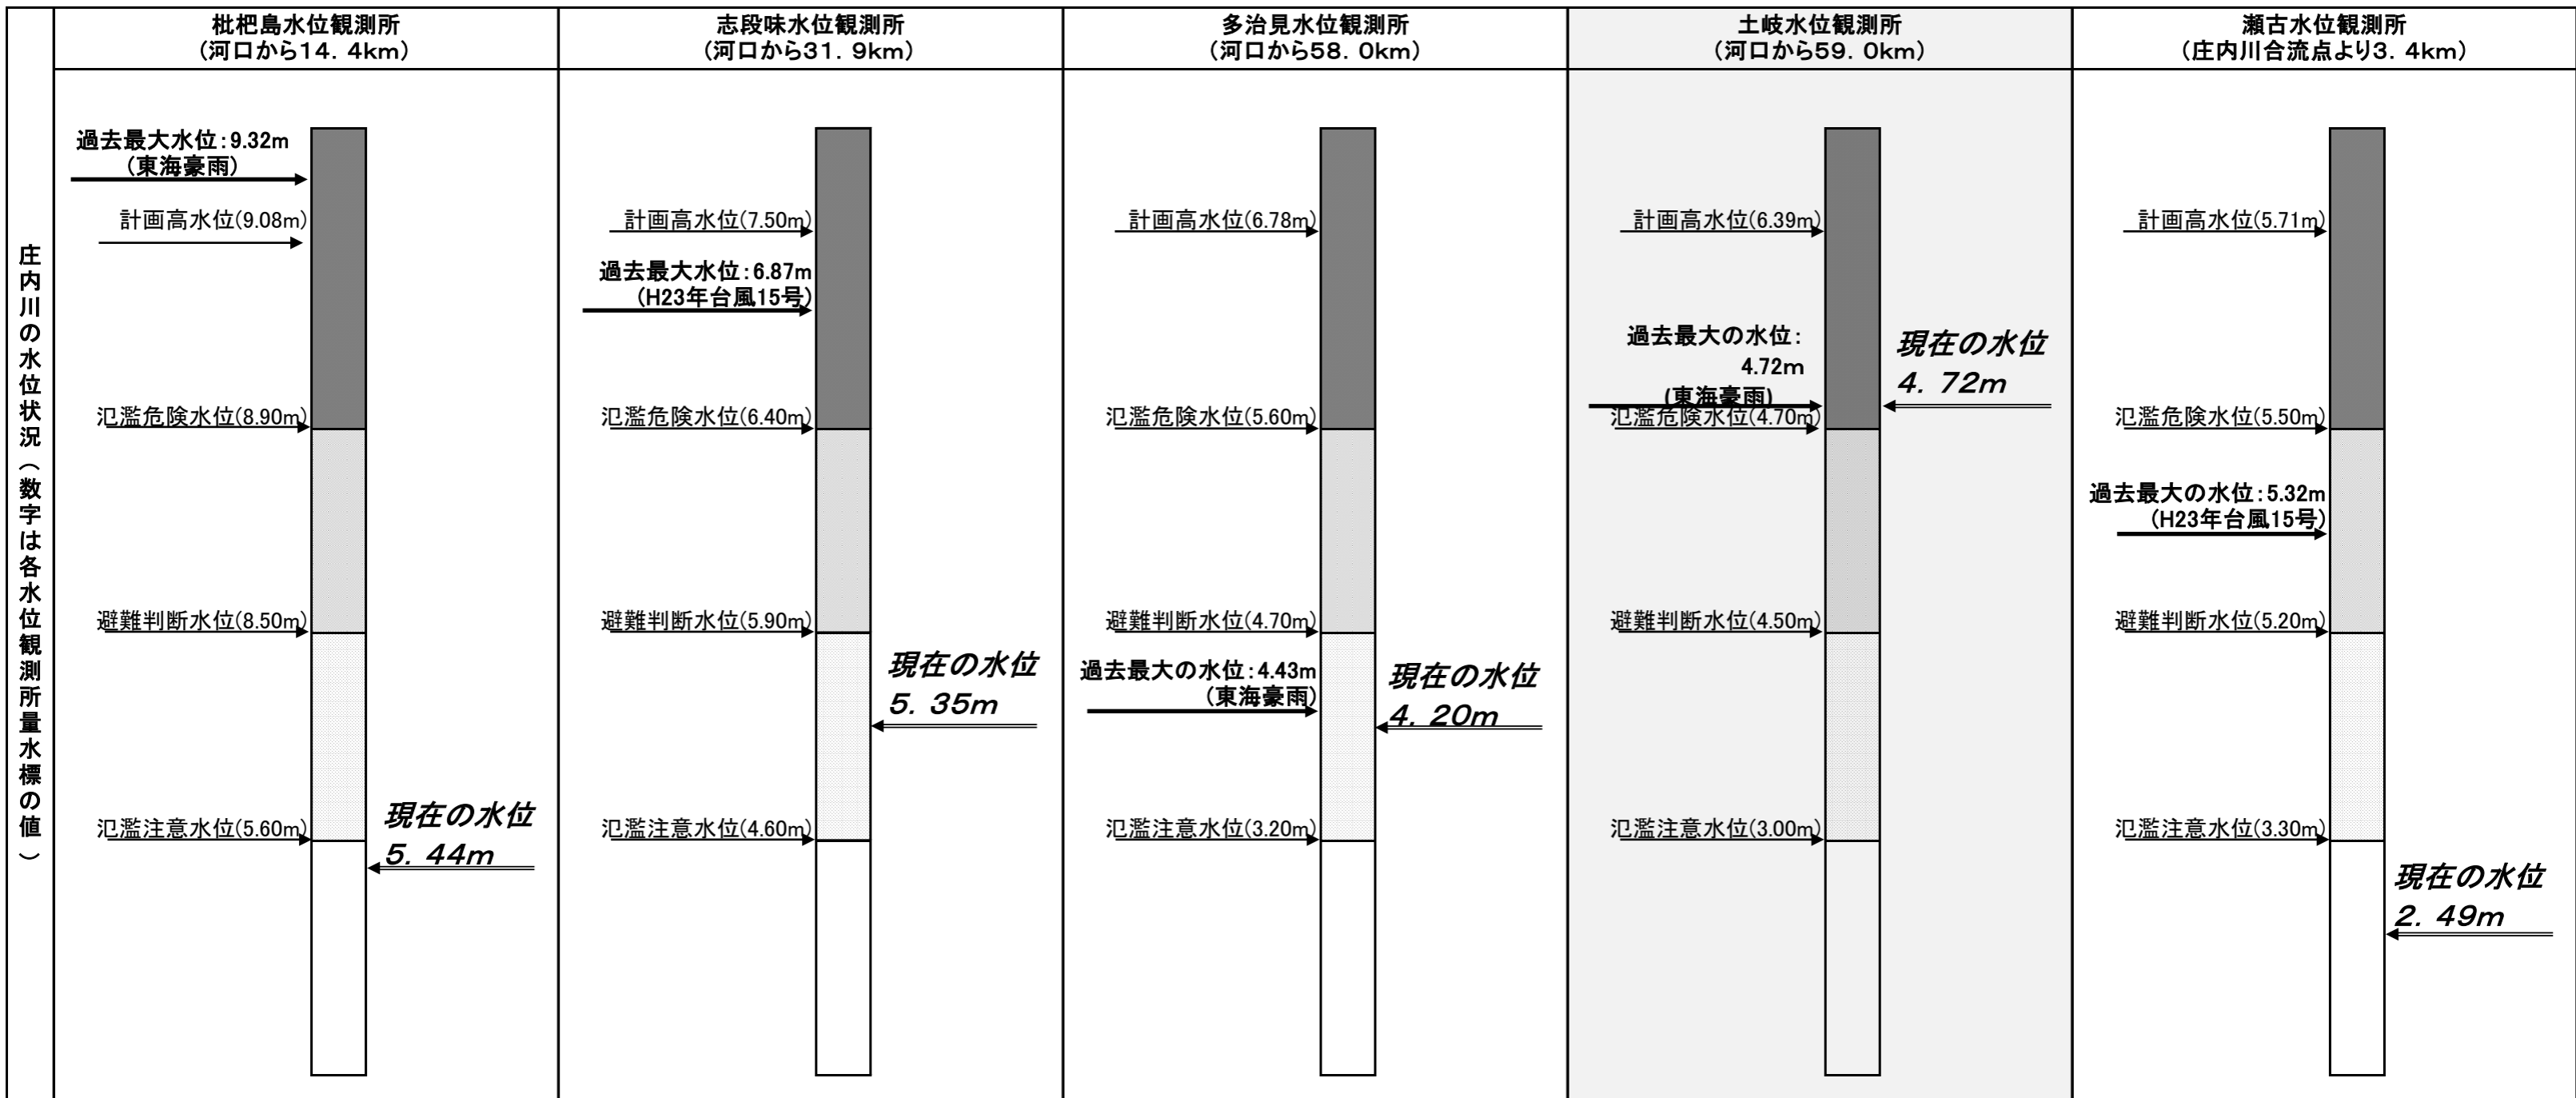 庄内川の水位状況（数字は各水位観測所量水標の値）
枇杷島水位観測所
（河口から14．4km）
過去最大水位：9.32m
（東海豪雨）
計画高水位(9.08m)
氾濫危険水位(8.90m)
避難判断水位(8.50m)
氾濫注意水位(5.60m)
現在の水位
5．44m
志段味水位観測所
（河口から31．9km）
計画高水位(7.50m)
過去最大水位：6.87m
（H23年台風15号）
氾濫危険水位(6.40m)
避難判断水位(5.90m)
現在の水位
5．35m
氾濫注意水位(4.60m)
多治見水位観測所
（河口から58．0km）
計画高水位(6.78m)
氾濫危険水位(5.60m)
避難判断水位(4.70m)
過去最大の水位：4.43m
（東海豪雨）
現在の水位
4．20m
氾濫注意水位(3.20m)
土岐水位観測所
（河口から59．0km）
計画高水位(6.39m)
過去最大の水位：
4.72m
(東海豪雨)
現在の水位
4．72m
氾濫危険水位(4.70m)
避難判断水位(4.50m)
氾濫注意水位(3.00m)
瀬古水位観測所
（庄内川合流点より3．4km）
計画高水位(5.71m)
氾濫危険水位(5.50m)
過去最大の水位：5.32m
（H23年台風15号）
避難判断水位(5.20m)
氾濫注意水位(3.30m)
現在の水位
2．49m